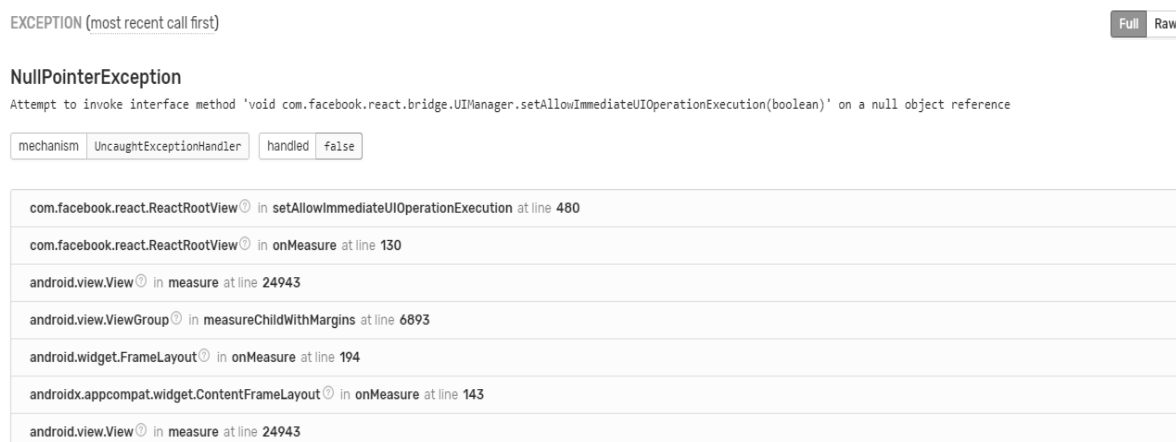 EXCEPTION (most recent call first)
Full Raw
NullPointerException
Attempt to invoke interface method 'void com.facebook.react.bridge.UIManager.setAllowImmediateUIOperationExecution(boolean)' on a null object reference
mechanism UncaughtExceptionHandler handled false
com.facebook.react.ReactRootView in setAllowImmediateUIOperationExecution at line 480
com.facebook.react.ReactRootView in onMeasure at line 130
android.view.View in measure at line 24943
android.view.ViewGroup in measureChildWithMargins at line 6893
android.widget.FrameLayout in onMeasure at line 194
androidx.appcompat.widget.ContentFrameLayout in onMeasure at line 143
android.view.View in measure at line 24943